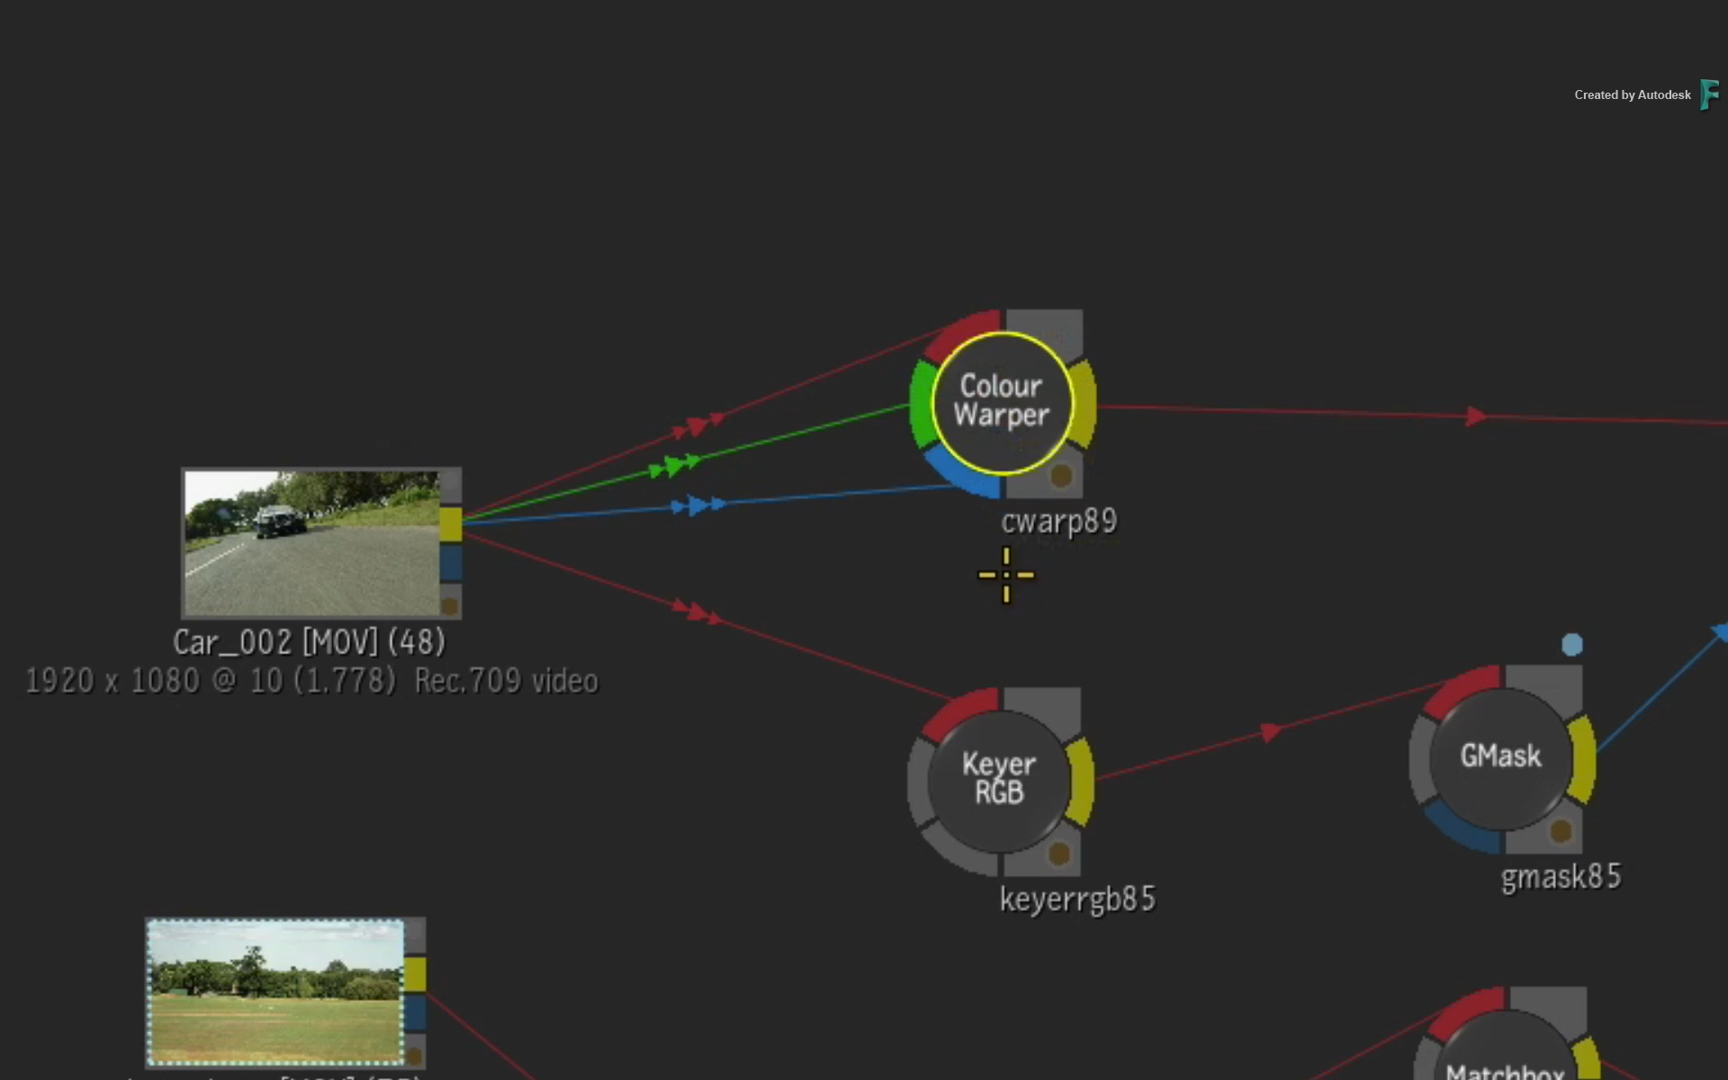 Created by Autodesk
Colour
Warper
cwarp89
Car_002 [MOV] (48)
1920 x 1080 @ 10 (1.778) Rec.709 video
Keyer
RGB
keyerrgb85
GMask
gmask85
Matchbox